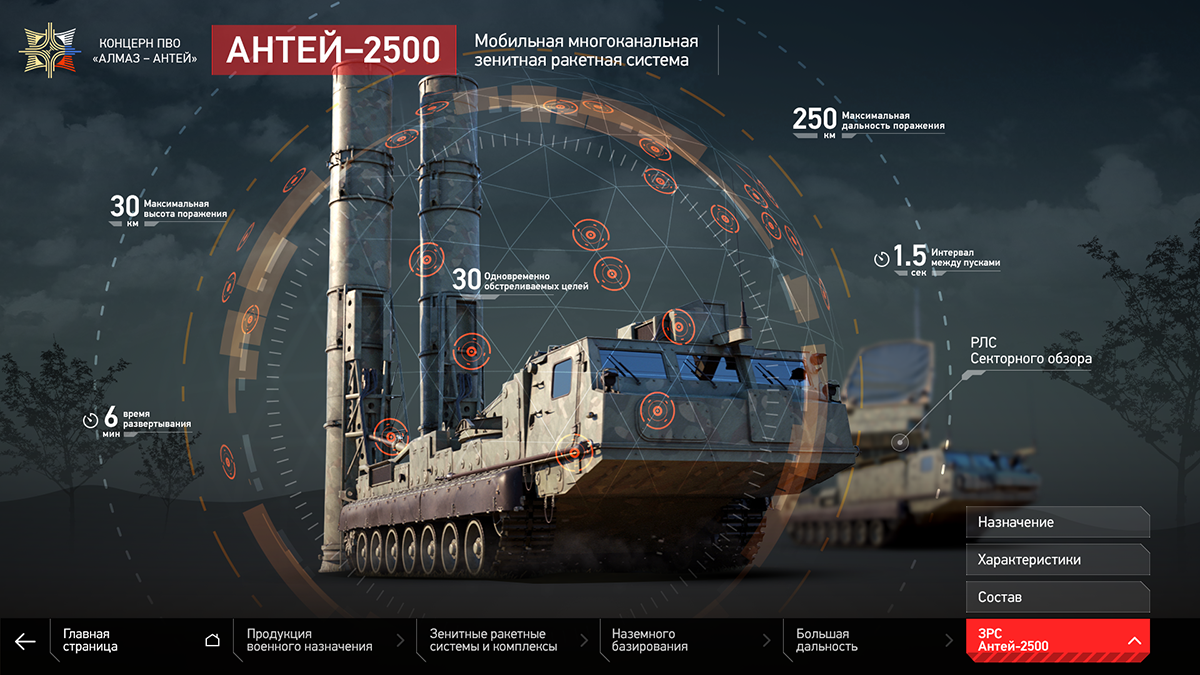 КОНЦЕРН ПВО
«АЛМАЗ – АНТЕЙ»
АНТЕЙ–2500
Мобильная многоканальная
зенитная ракетная система
250 км
Максимальная
дальность поражения
30 км
Максимальная
высота поражения
1.5 сек
Интервал
между пусками
30
Одновременно
обстреливаемых целей
РЛС
Секторного обзора
6 мин
время
развертывания
Назначение
Характеристики
Состав
Главная
страница
Продукция
военного назначения
Зенитные ракетные
системы и комплексы
Наземного
базирования
Большая
дальность
ЗРС
Антей-2500